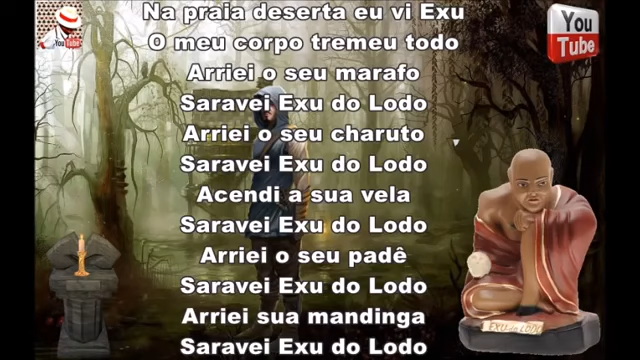 Na praia deserta eu vi Exu
O meu corpo tremeu todo
Arriei o seu marafo
Saravei Exu do Lodo
Arriei o seu charuto
Saravei Exu do Lodo
Acendi a sua vela
Saravei Exu do Lodo
Arriei o seu padê
Saravei Exu do Lodo
Arriei sua mandinga
Saravei Exu do Lodo
You Tube
You
Tube
EXU DO LODO